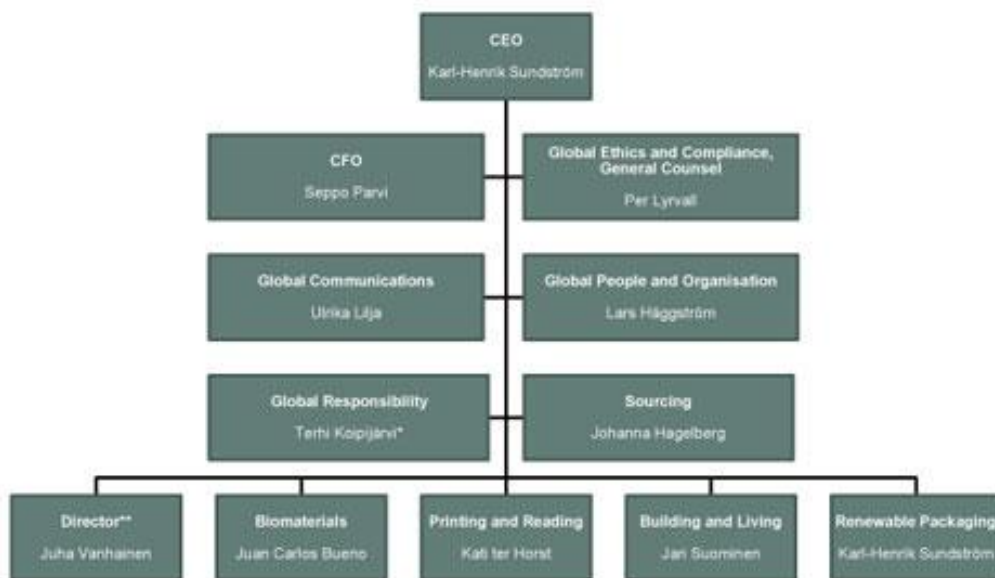 CEO
Karl-Henrik Sundström
CFO
Seppo Parvi
Global Ethics and Compliance,
General Counsel
Per Lyrvall
Global Communications
Ulrika Lilja
Global People and Organisation
Lars Häggström
Global Responsibility
Terhi Koipijärvi*
Sourcing
Johanna Hagelberg
Director**
Juha Vanhainen
Biomaterials
Juan Carlos Bueno
Printing and Reading
Kati ter Horst
Building and Living
Jari Suominen
Renewable Packaging
Karl-Henrik Sundström